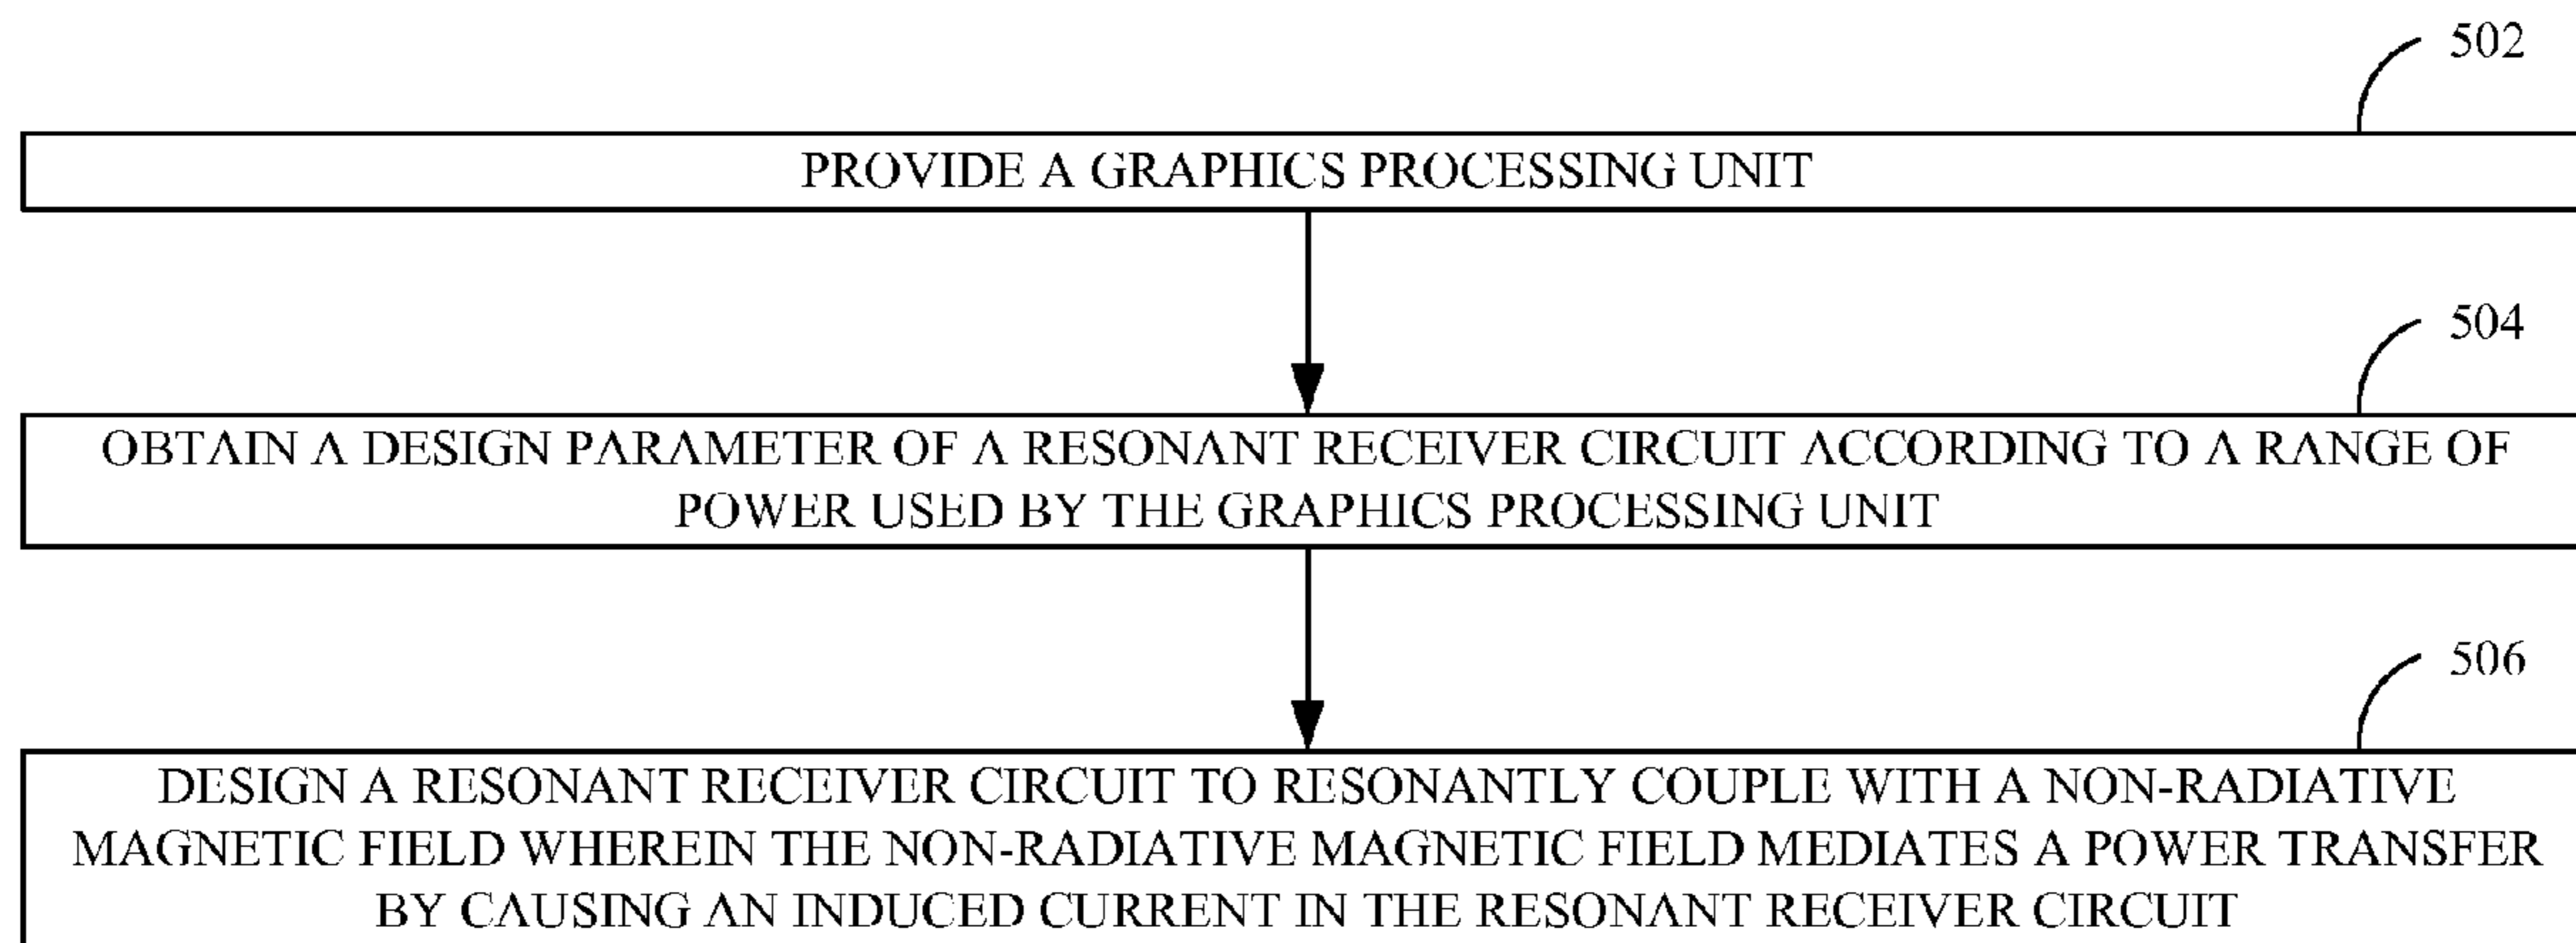 502
PROVIDE A GRAPHICS PROCESSING UNIT
504
OBTAIN A DESIGN PARAMETER OF A RESONANT RECEIVER CIRCUIT ACCORDING TO A RANGE OF
POWER USED BY THE GRAPHICS PROCESSING UNIT
506
DESIGN A RESONANT RECEIVER CIRCUIT TO RESONANTLY COUPLE WITH A NON-RADIATIVE
MAGNETIC FIELD WHEREIN THE NON-RADIATIVE MAGNETIC FIELD MEDIATES A POWER TRANSFER
BY CAUSING AN INDUCED CURRENT IN THE RESONANT RECEIVER CIRCUIT